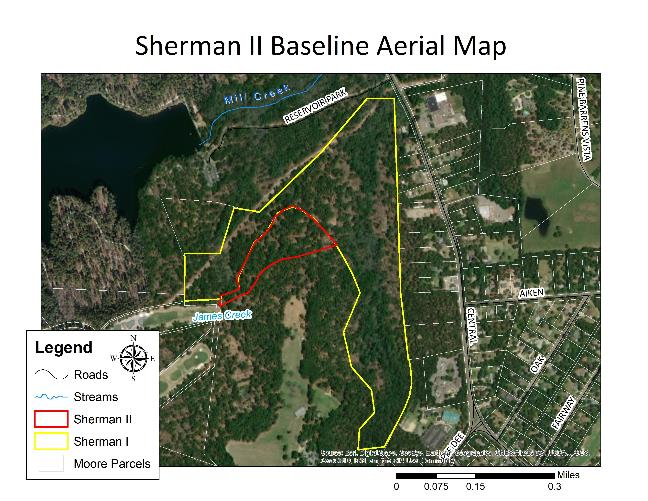 Sherman II Baseline Aerial Map
Mill Creek
RESERVOIR PARK
PINE BARRENS VISTA
James Creek
AIKEN
CENTRAL
OAK
FAIRWAY
Legend
N
W E
S
Roads
Streams
Sherman II
Sherman I
Moore Parcels
Miles
0 0.075 0.15 0.3